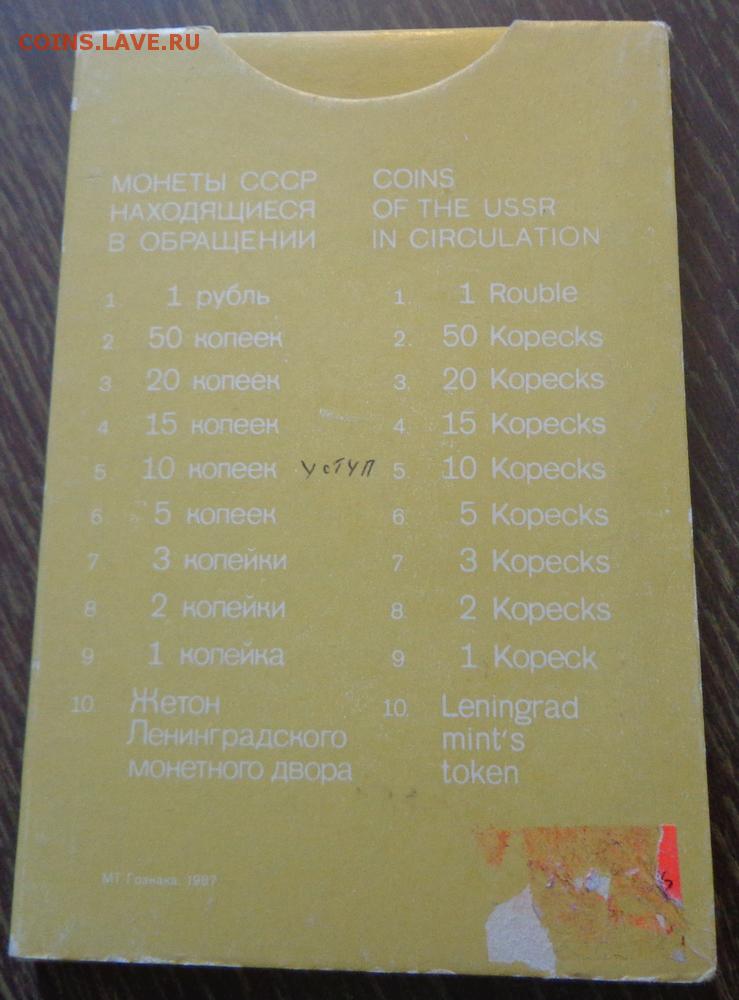 COINS.LAVE.RU
МОНЕТЫ СССР
НАХОДЯЩИЕСЯ
В ОБРАЩЕНИИ
1 1 рубль
2 50 копеек
3 20 копеек
4 15 копеек
5 10 копеек уступ
6 5 копеек
7 3 копейки
8 2 копейки
9 1 копейка
10. Жетон
Ленинградского
монетного двора
COINS
OF THE USSR
IN CIRCULATION
1. 1 Rouble
2. 50 Kopecks
3. 20 Kopecks
4. 15 Kopecks
5. 10 Kopecks
6. 5 Kopecks
7. 3 Kopecks
8. 2 Kopecks
9 1 Kopeck
10. Leningrad
mint's
token
МТ Гознака. 1987